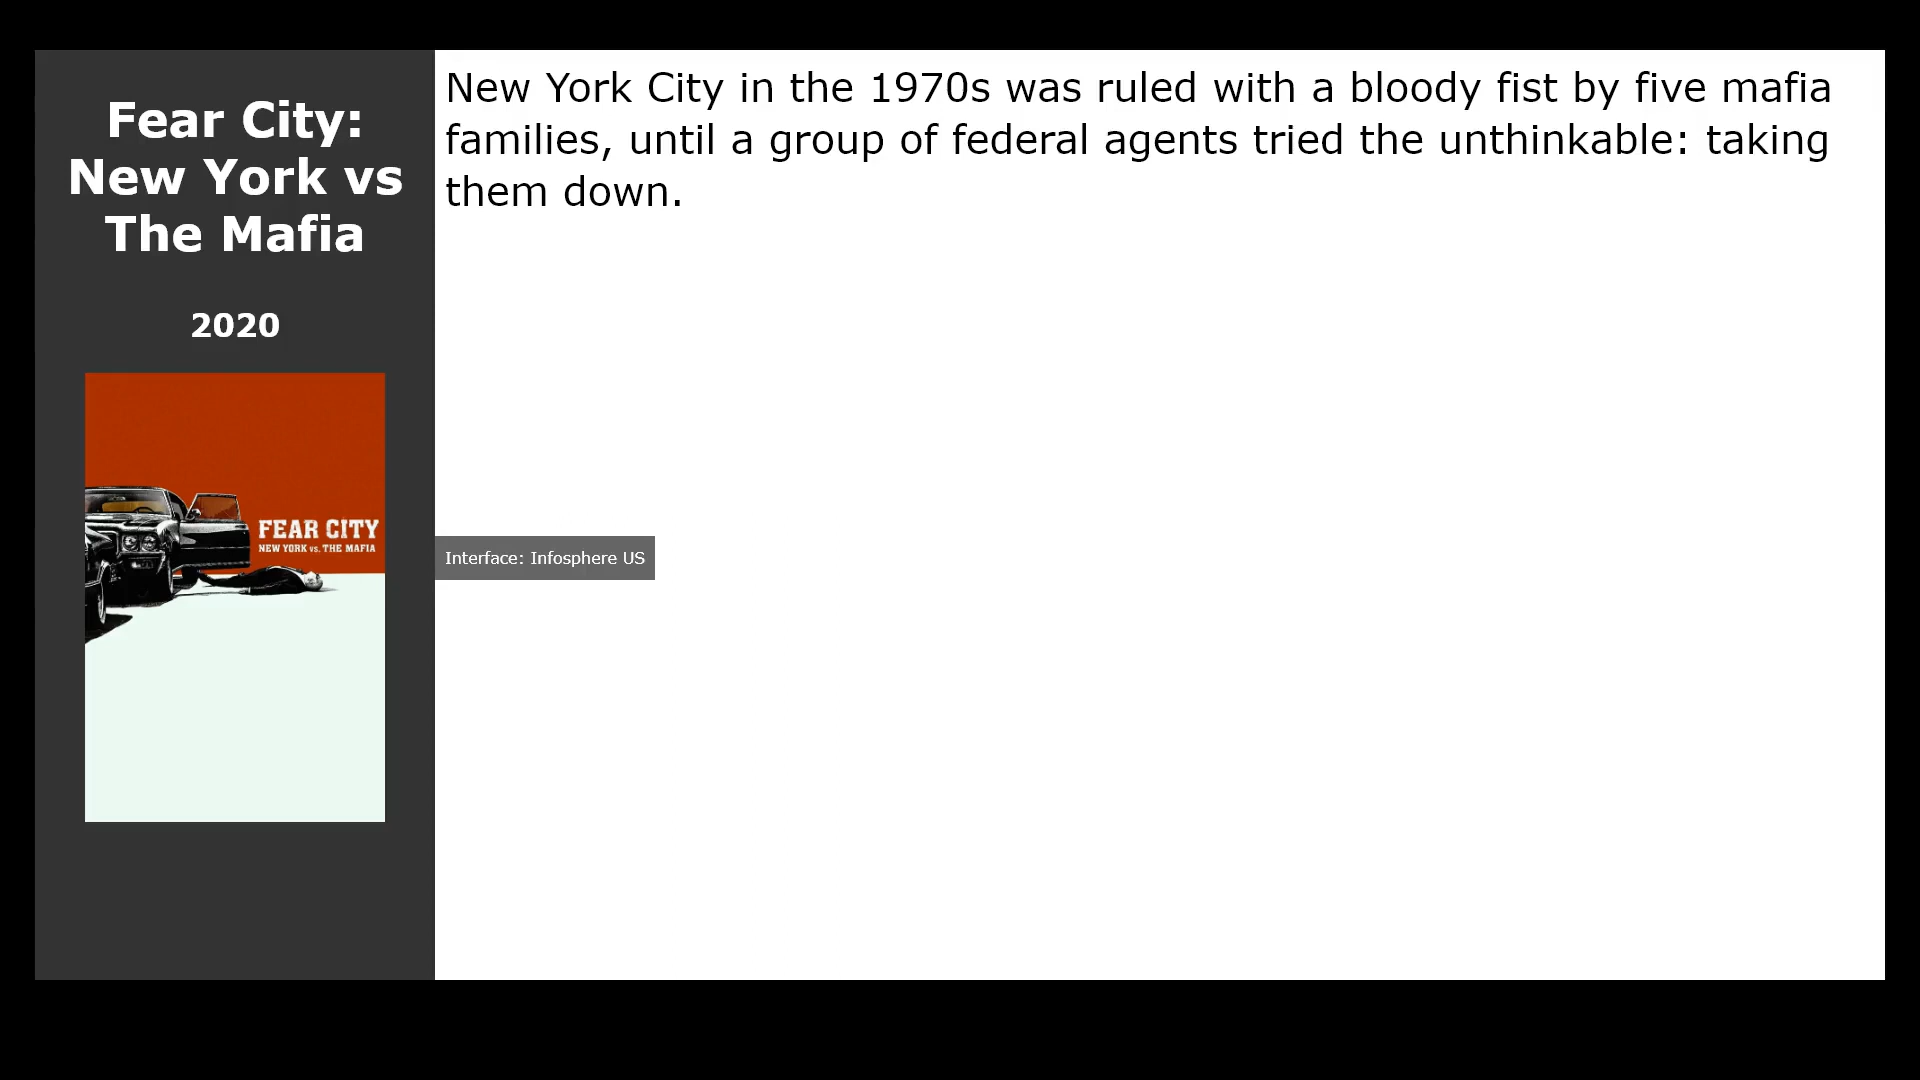 Fear City:
New York vs
The Mafia
2020
FEAR CITY
NEW YORK vs. THE MAFIA
New York City in the 1970s was ruled with a bloody fist by five mafia
families, until a group of federal agents tried the unthinkable: taking
them down.
Interface: Infosphere US